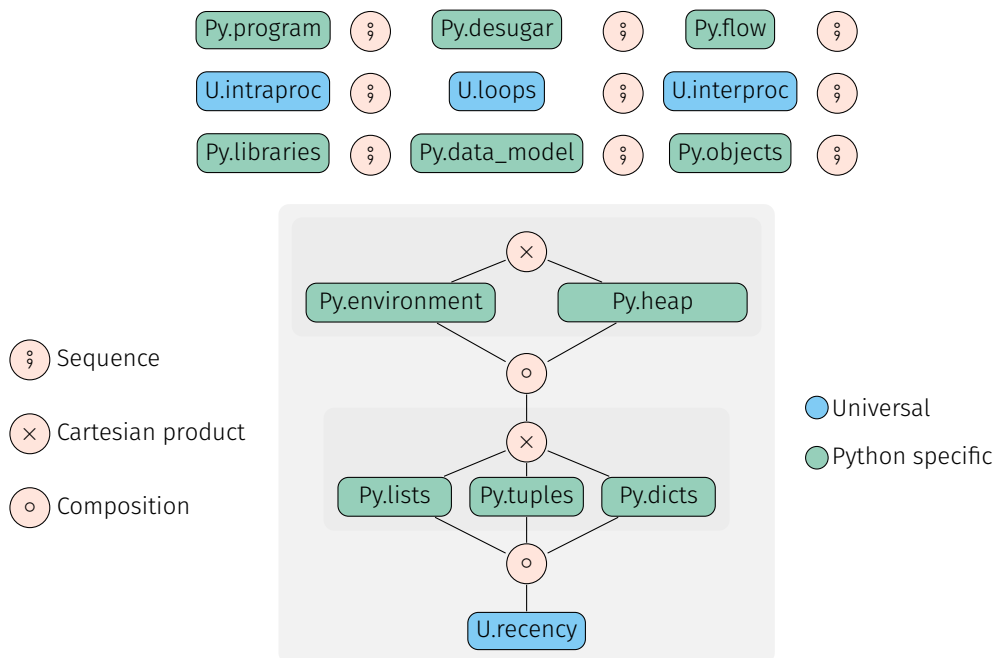 Py.program ⨟ Py.desugar ⨟ Py.flow ⨟
U.intraproc ⨟ U.loops ⨟ U.interproc ⨟
Py.libraries ⨟ Py.data_model ⨟ Py.objects ⨟
×
Py.environment Py.heap
⨟ Sequence
∘
Universal
× Cartesian product
×
Python specific
Py.lists Py.tuples Py.dicts
∘ Composition
∘
U.recency